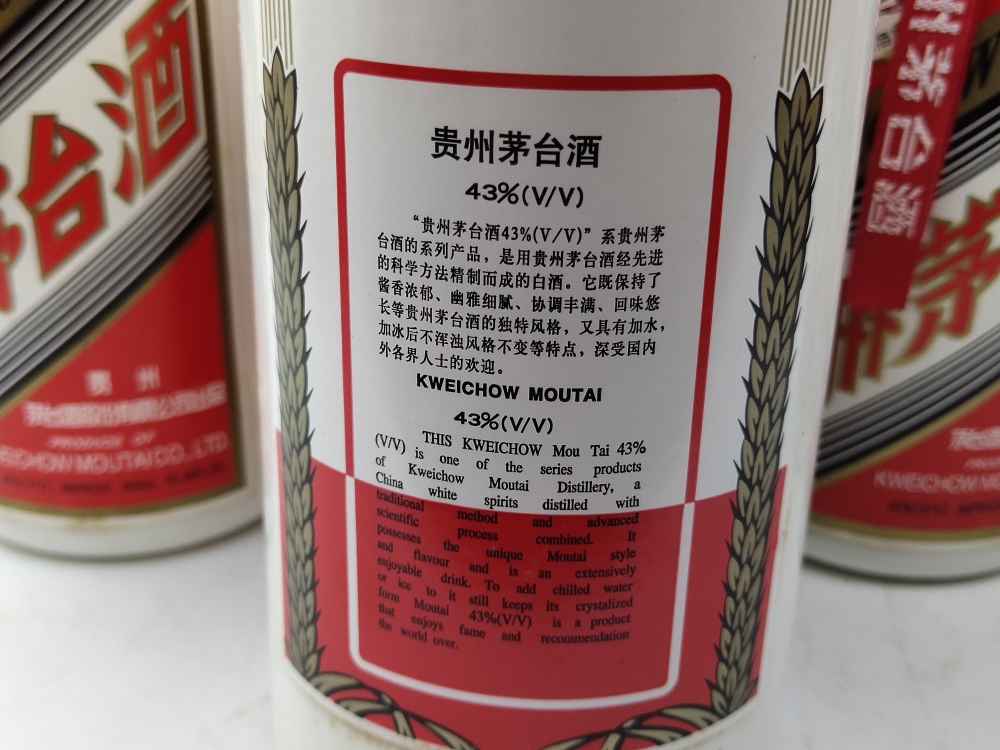 茅台酒
贵 州
PRODUCE OF
KWEICHOW MOUTAI CO., LTD.
贵州茅台酒
43%(V/V)
“贵州茅台酒43%(V/V)”系贵州茅
台酒的系列产品，是用贵州茅台酒经先进
的科学方法精制而成的白酒。它既保持了
酱香浓郁、幽雅细腻、协调丰满、回味悠
长等贵州茅台酒的独特风格，又具有加水，
加冰后不浑浊风格不变等特点，深受国内
外各界人士的欢迎。
KWEICHOW MOUTAI
43%(V/V)
THIS KWEICHOW Mou Tai 43%
(V/V) is one of the series products
of Kweichow Moutai Distillery, a
China white spirits distilled with
traditional method and advanced
scientific process combined. It
possesses the unique Moutai style
and flavour and is an extensively
enjoyable drink. To add chilled water
or ice to it still keeps its crystalized
form Moutai 43%(V/V) is a product
that enjoys fame and recommendation
the world over.
州茅台酒
州茅
KWEICHOW MO